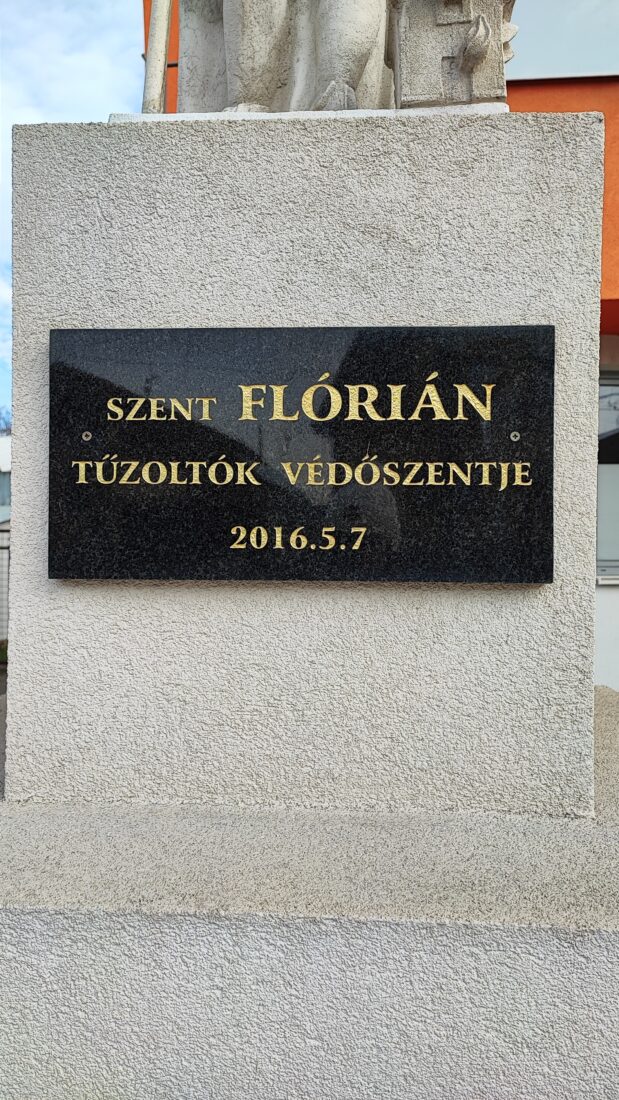 SZENT FLÓRIÁN
TŰZOLTÓK VÉDŐSZENTJE
2016.5.7